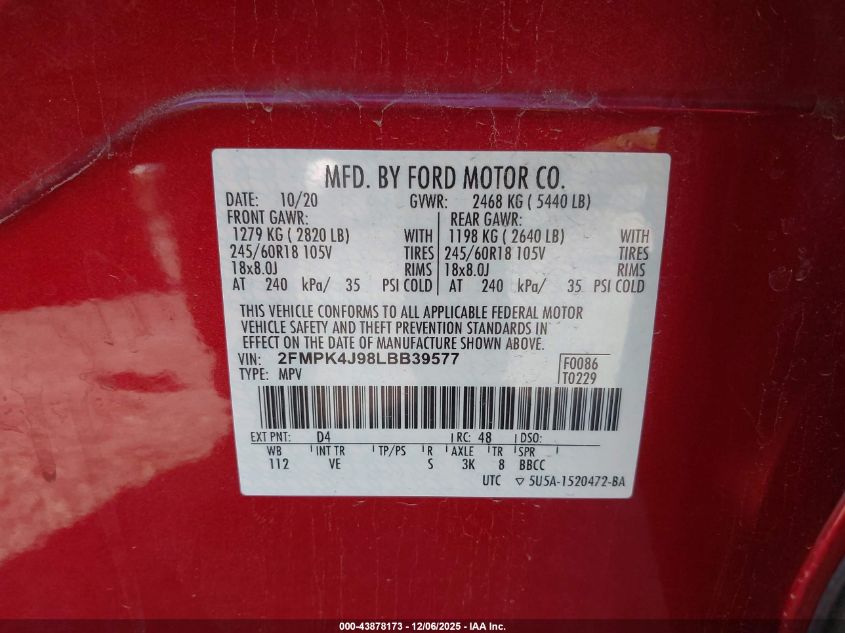 MFD. BY FORD MOTOR CO.
DATE: 10/20 GVWR: 2468 KG ( 5440 LB)
FRONT GAWR: REAR GAWR:
1279 KG ( 2820 LB) WITH 1198 KG ( 2640 LB) WITH
245/60R18 105V TIRES 245/60R18 105V TIRES
18x8.0J RIMS 18x8.0J RIMS
AT 240 kPa/ 35 PSI COLD AT 240 kPa/ 35 PSI COLD
THIS VEHICLE CONFORMS TO ALL APPLICABLE FEDERAL MOTOR
VEHICLE SAFETY AND THEFT PREVENTION STANDARDS IN
EFFECT ON THE DATE OF MANUFACTURE SHOWN ABOVE.
VIN: 2FMPK4J98LBB39577 F0086
TYPE: MPV T0229
EXT PNT: D4 RC: 48 DSO:
WB INT TR TP/PS R AXLE TR SPR
112 VE S 3K 8 BBCC
UTC ▽ 5U5A-1520472-BA
000-43878173 - 12/06/2025 - IAA Inc.